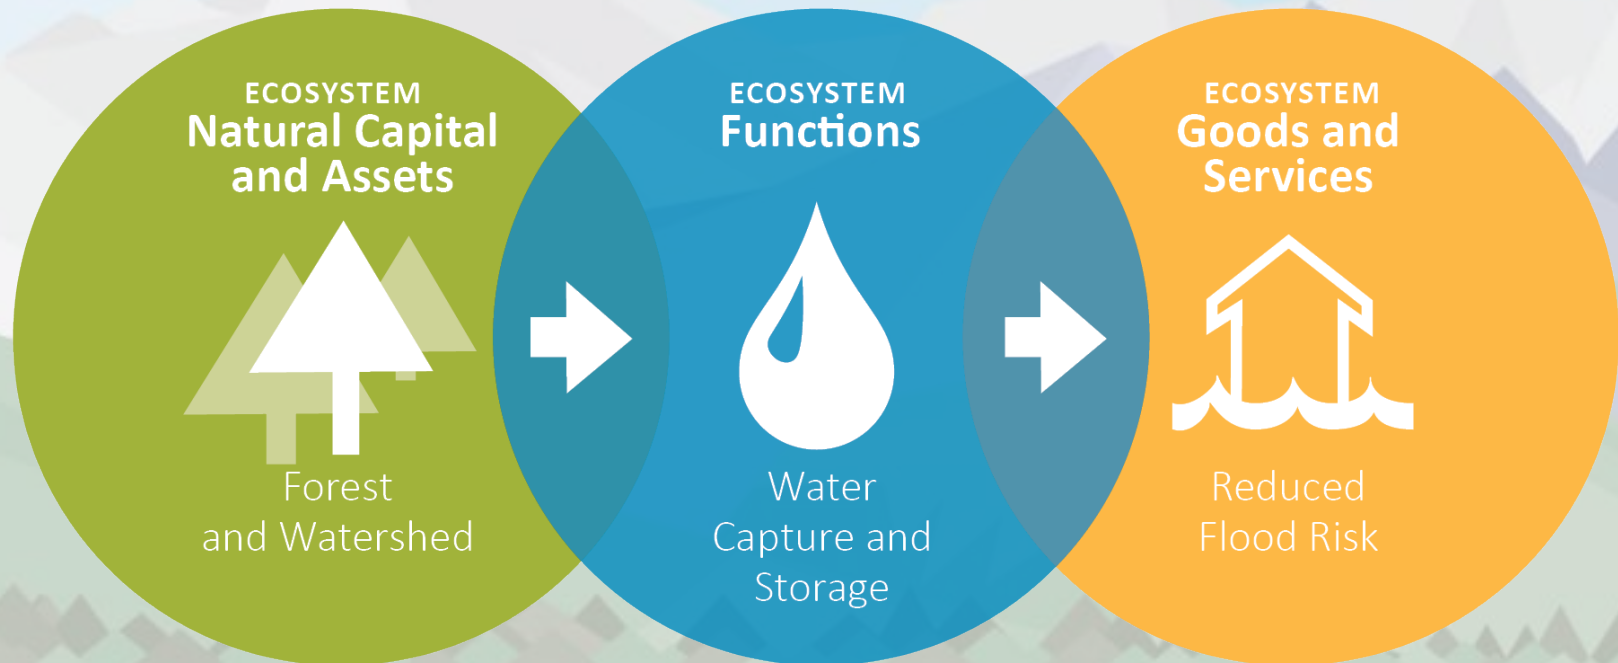 ECOSYSTEM
Natural Capital
and Assets
Forest
and Watershed
ECOSYSTEM
Functions
Water
Capture and
Storage
ECOSYSTEM
Goods and
Services
Reduced
Flood Risk